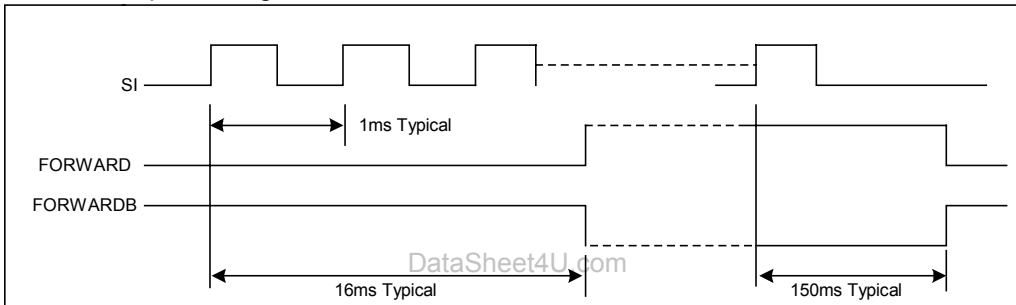 SI
1ms Typical
FORWARD
FORWARDB
DataSheet4U.com
16ms Typical
150ms Typical